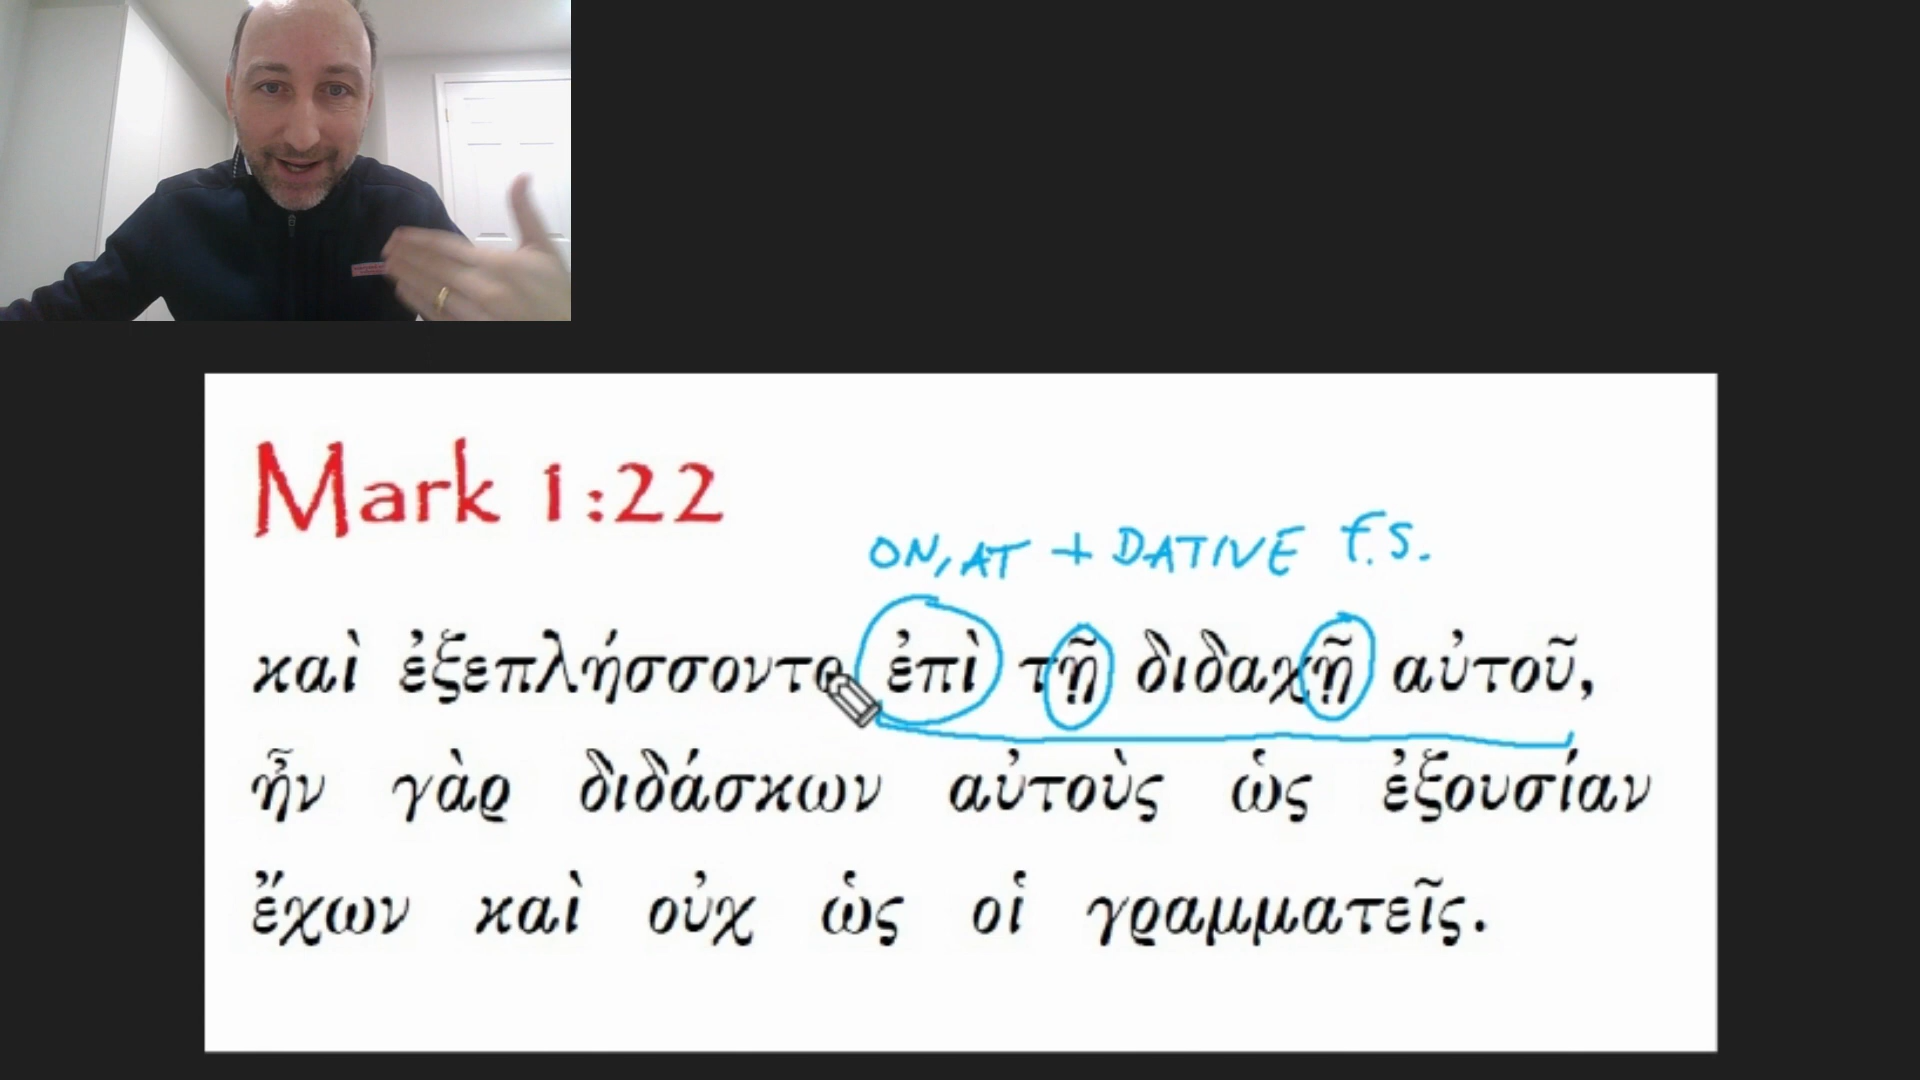 Mark 1:22
ON, AT + DATIVE f.s.
καὶ ἐξεπλήσσοντο ἐπὶ τῇ διδαχῇ αὐτοῦ,
ἦν γὰρ διδάσκων αὐτοὺς ὡς ἐξουσίαν
ἔχων καὶ οὐχ ὡς οἱ γραμματεῖς.